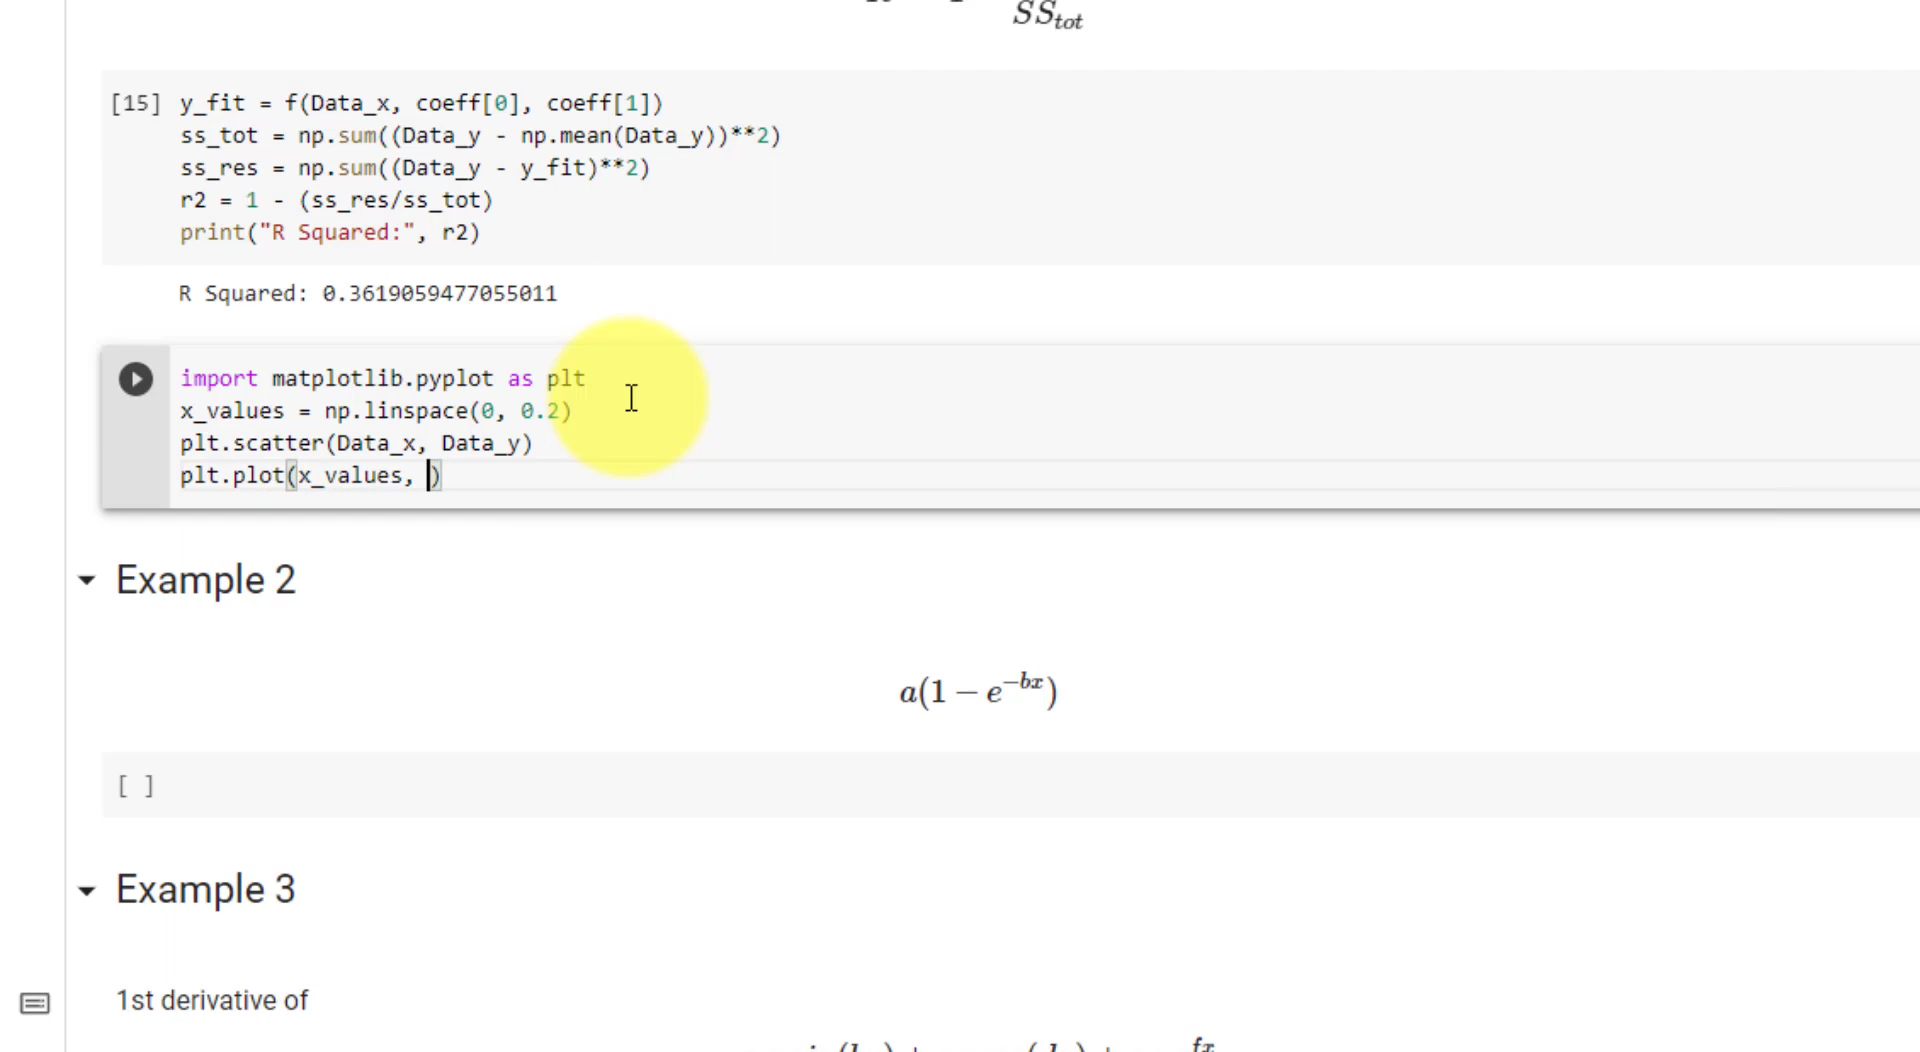 SS_tot
[15] y_fit = f(Data_x, coeff[0], coeff[1])
ss_tot = np.sum((Data_y - np.mean(Data_y))**2)
ss_res = np.sum((Data_y - y_fit)**2)
r2 = 1 - (ss_res/ss_tot)
print("R Squared:", r2)
R Squared: 0.3619059477055011
import matplotlib.pyplot as plt
x_values = np.linspace(0, 0.2)
plt.scatter(Data_x, Data_y)
plt.plot(x_values, )
Example 2
a(1 − e^{−bx})
[ ]
Example 3
1st derivative of